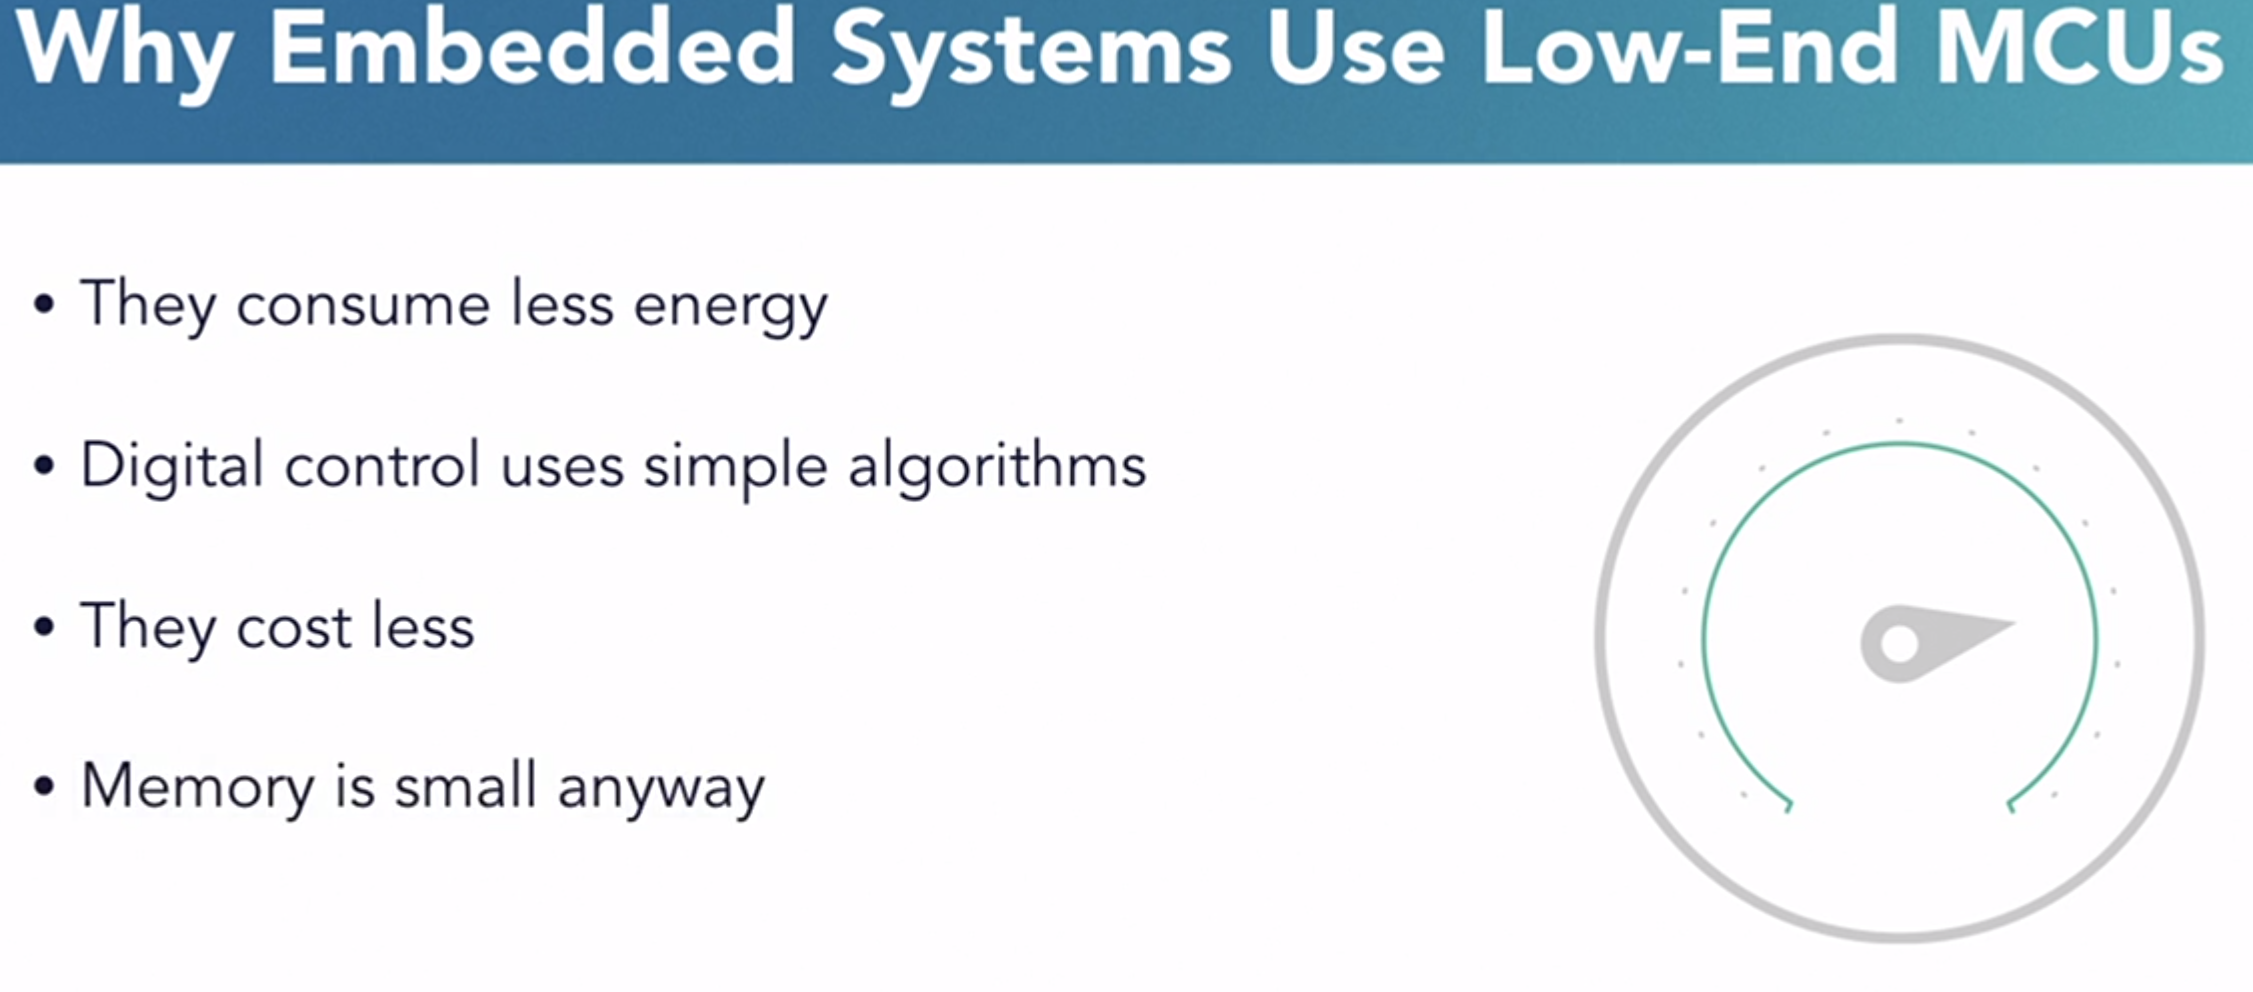 Why Embedded Systems Use Low-End MCUs
• They consume less energy
• Digital control uses simple algorithms
• They cost less
• Memory is small anyway